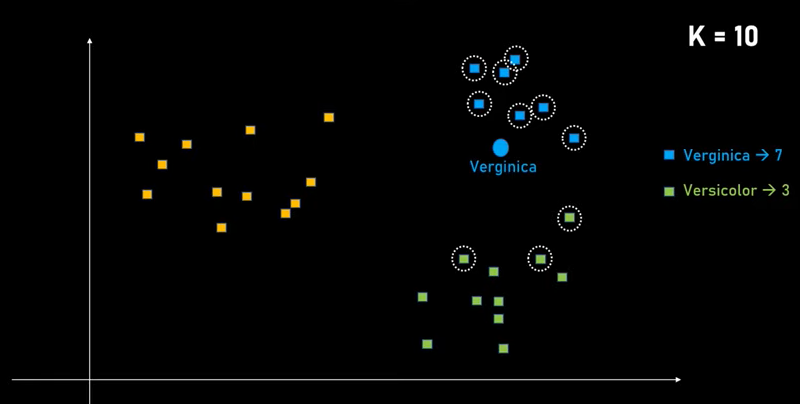 K = 10
Verginica → 7
Verginica
Versicolor → 3